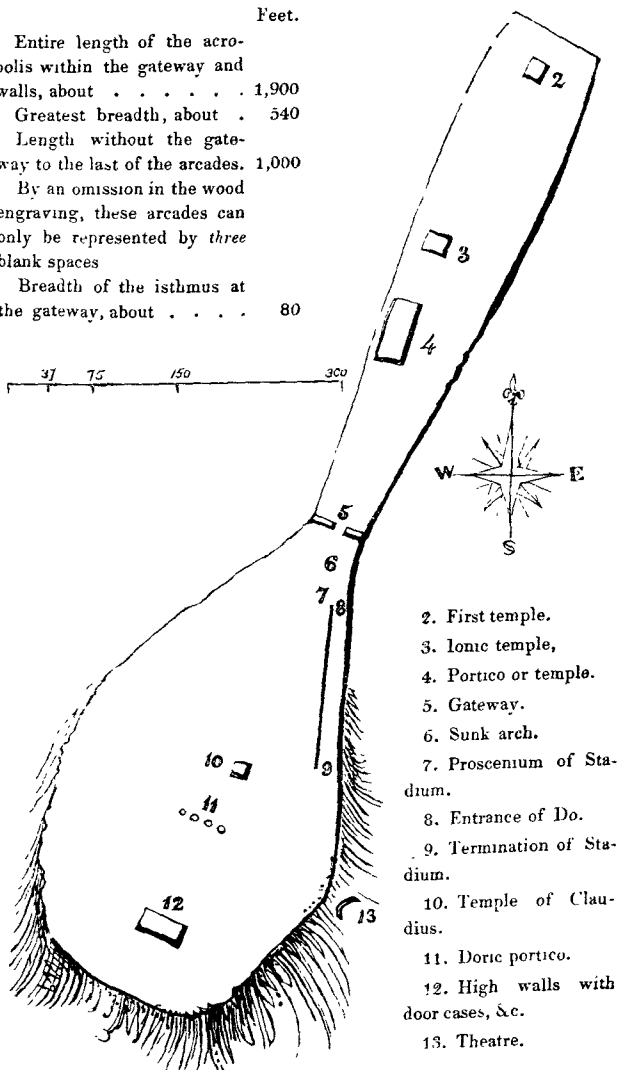 Feet.
Entire length of the acro-
polis within the gateway and
walls, about . . . . . . 1,900
Greatest breadth, about . 540
Length without the gate-
way to the last of the arcades. 1,000
By an omission in the wood
engraving, these arcades can
only be represented by three
blank spaces
Breadth of the isthmus at
the gateway, about . . . . 80
37 75 150 300
2
3
4
W E
S
5
6
7 8
9
10
11
12
13
2. First temple.
3. Ionic temple,
4. Portico or temple.
5. Gateway.
6. Sunk arch.
7. Proscenium of Sta-
dium.
8. Entrance of Do.
9. Termination of Sta-
dium.
10. Temple of Clau-
dius.
11. Doric portico.
12. High walls with
door cases, &c.
13. Theatre.